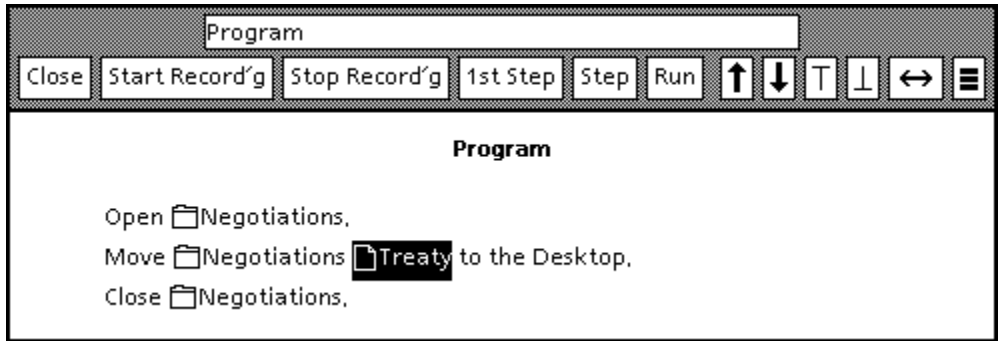 Program
Close Start Record´g Stop Record´g 1st Step Step Run
Program
Open Negotiations.
Move Negotiations Treaty to the Desktop.
Close Negotiations.